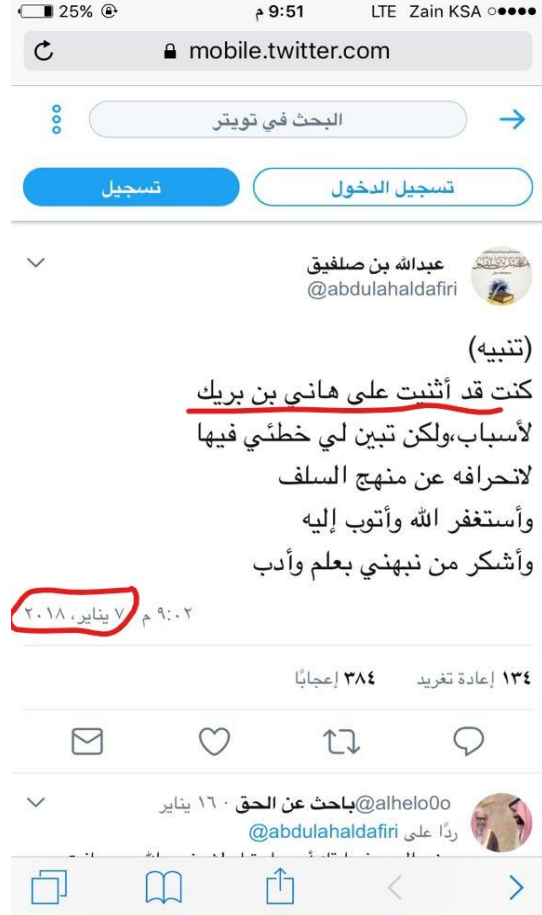 25% 9:51 م LTE Zain KSA
mobile.twitter.com
البحث في تويتر
تسجيل الدخول
تسجيل
عبدالله بن صلفيق
@abdulahaldafiri
(تنبيه)
كنت قد أثنيت على هاني بن بريك
لأسباب،ولكن تبين لي خطئي فيها
لانحرافه عن منهج السلف
وأستغفر الله وأتوب إليه
وأشكر من نبهني بعلم وأدب
٩:٠٢ م ٧ يناير، ٢٠١٨
١٣٤ إعادة تغريد ٣٨٤ إعجابًا
@alhelo0o باحث عن الحق · ١٦ يناير
ردًا على @abdulahaldafiri